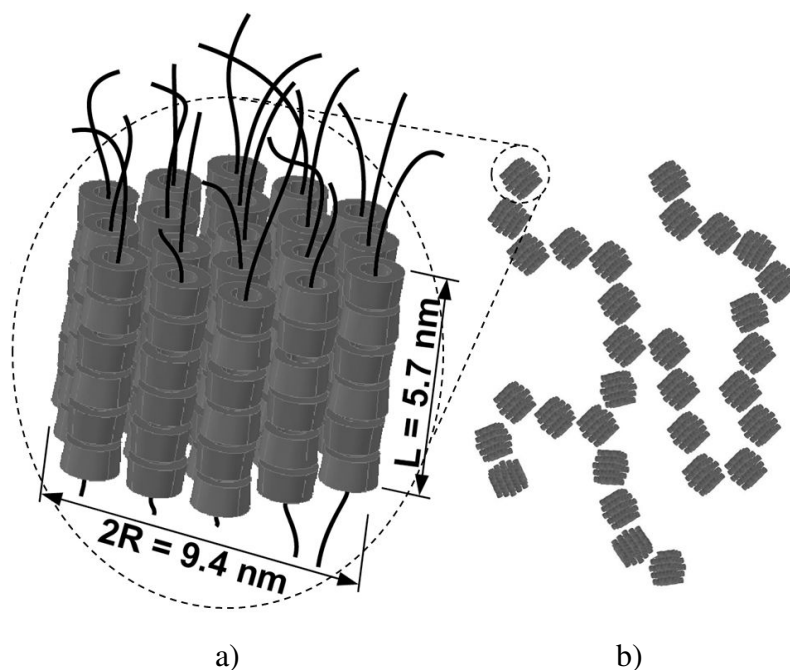 L = 5.7 nm
2R = 9.4 nm
a)
b)